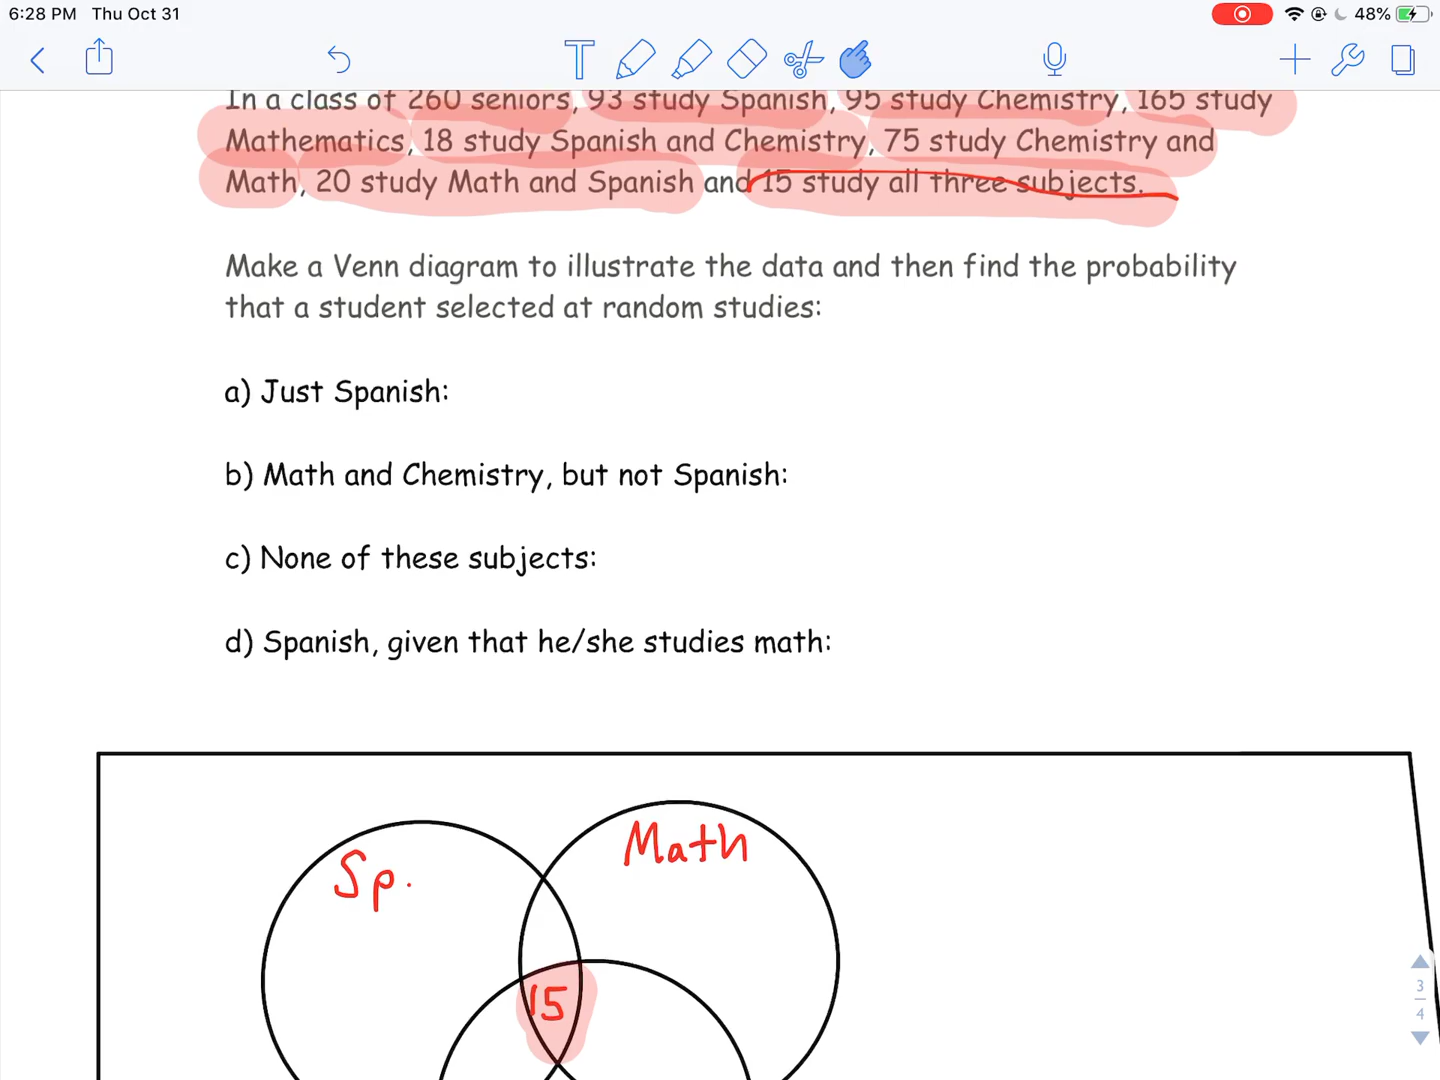 6:28 PM Thu Oct 31 48%
T
In a class of 260 seniors, 93 study Spanish, 95 study Chemistry, 165 study
Mathematics, 18 study Spanish and Chemistry, 75 study Chemistry and
Math, 20 study Math and Spanish and 15 study all three subjects.
Make a Venn diagram to illustrate the data and then find the probability
that a student selected at random studies:
a) Just Spanish:
b) Math and Chemistry, but not Spanish:
c) None of these subjects:
d) Spanish, given that he/she studies math:
Math
Sp.
15
3
4